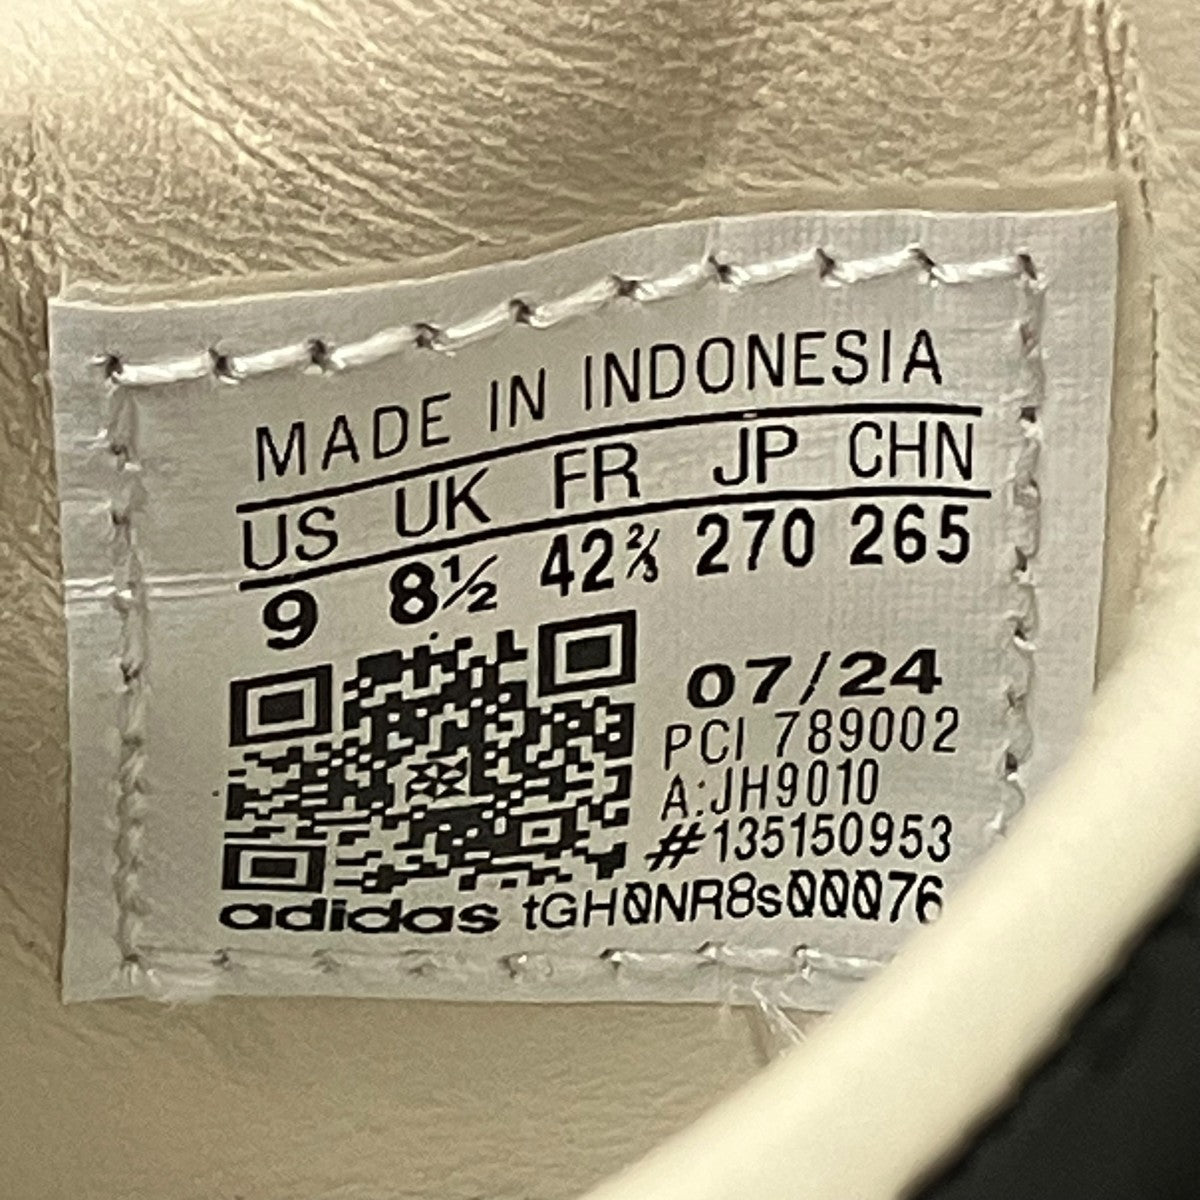 MADE IN INDONESIA
US UK FR JP CHN
9 8½ 42⅔ 270 265
07/24
PCI 789002
A:JH9010
#135150953
adidas tGH0NR8s00076